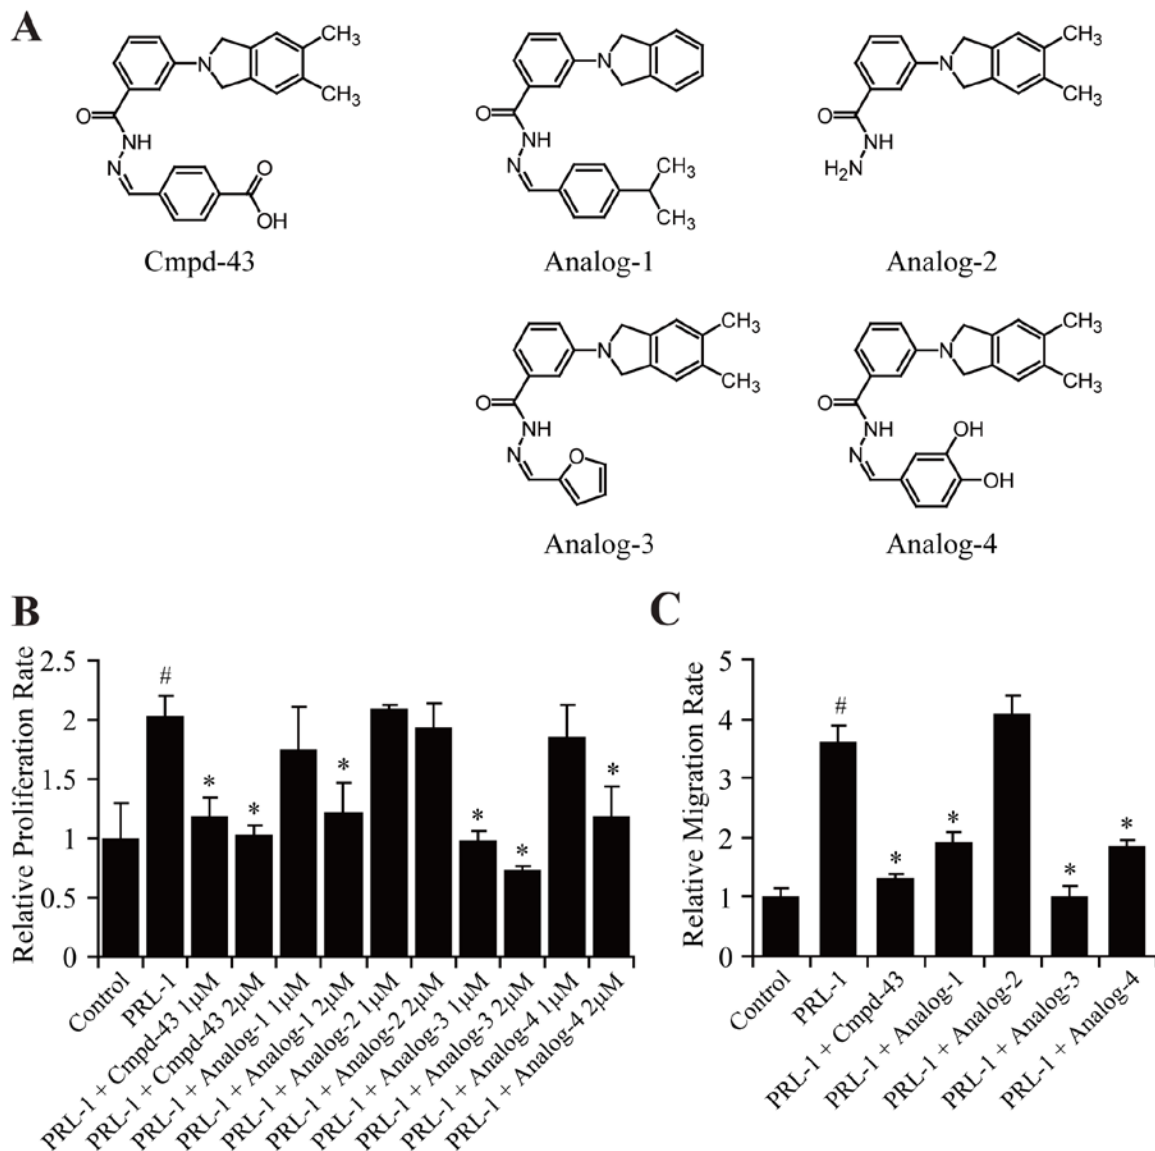 A
CH3
CH3
N
O
NH
N
O
OH
Cmpd-43
N
O
NH
N
CH3
CH3
Analog-1
CH3
CH3
N
O
NH
H2N
Analog-2
CH3
CH3
N
O
NH
N
O
Analog-3
CH3
CH3
N
O
NH
N
OH
OH
Analog-4
B
Relative Proliferation Rate
2.5
2
1.5
1
0.5
0
#
*
*
*
*
*
*
Control
PRL-1
PRL-1 + Cmpd-43 1μM
PRL-1 + Cmpd-43 2μM
PRL-1 + Analog-1 1μM
PRL-1 + Analog-1 2μM
PRL-1 + Analog-2 1μM
PRL-1 + Analog-2 2μM
PRL-1 + Analog-3 1μM
PRL-1 + Analog-3 2μM
PRL-1 + Analog-4 1μM
PRL-1 + Analog-4 2μM
C
Relative Migration Rate
5
4
3
2
1
0
#
*
*
*
*
Control
PRL-1
PRL-1 + Cmpd-43
PRL-1 + Analog-1
PRL-1 + Analog-2
PRL-1 + Analog-3
PRL-1 + Analog-4